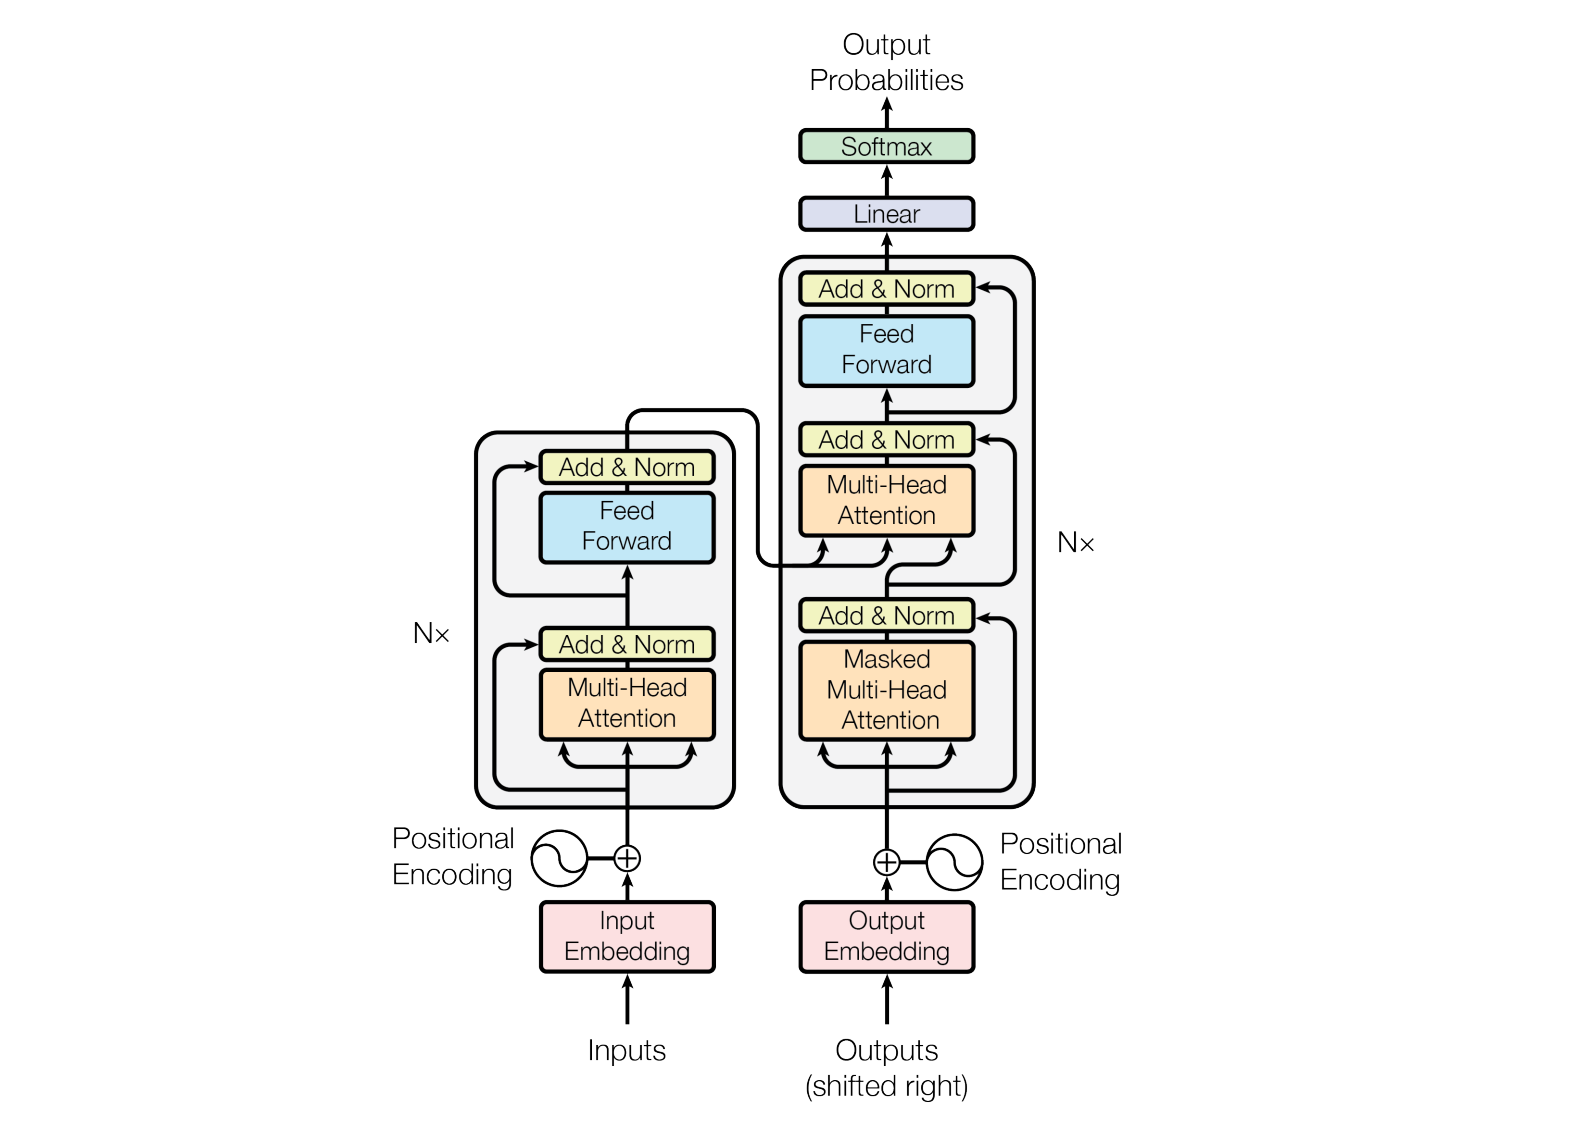 Output
Probabilities
Softmax
Linear
Add & Norm
Feed
Forward
Add & Norm
Multi-Head
Attention
Add & Norm
Masked
Multi-Head
Attention
N×
Add & Norm
Feed
Forward
Add & Norm
Multi-Head
Attention
N×
Positional
Encoding
Positional
Encoding
Input
Embedding
Output
Embedding
Inputs
Outputs
(shifted right)